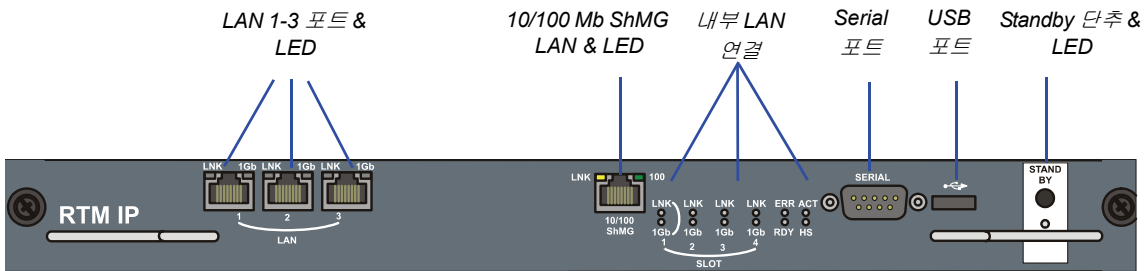 LAN 1-3 포트 &
LED
10/100 Mb ShMG
LAN & LED
내부 LAN
연결
Serial
포트
USB
포트
Standby 단추 &
LED
LNK 1Gb LNK 1Gb LNK 1Gb
1 2 3
LAN
RTM IP
LNK 100
10/100
ShMG
LNK LNK LNK LNK ERR ACT
1Gb 1Gb 1Gb 1Gb RDY HS
1 2 3 4
SLOT
SERIAL
STAND
BY